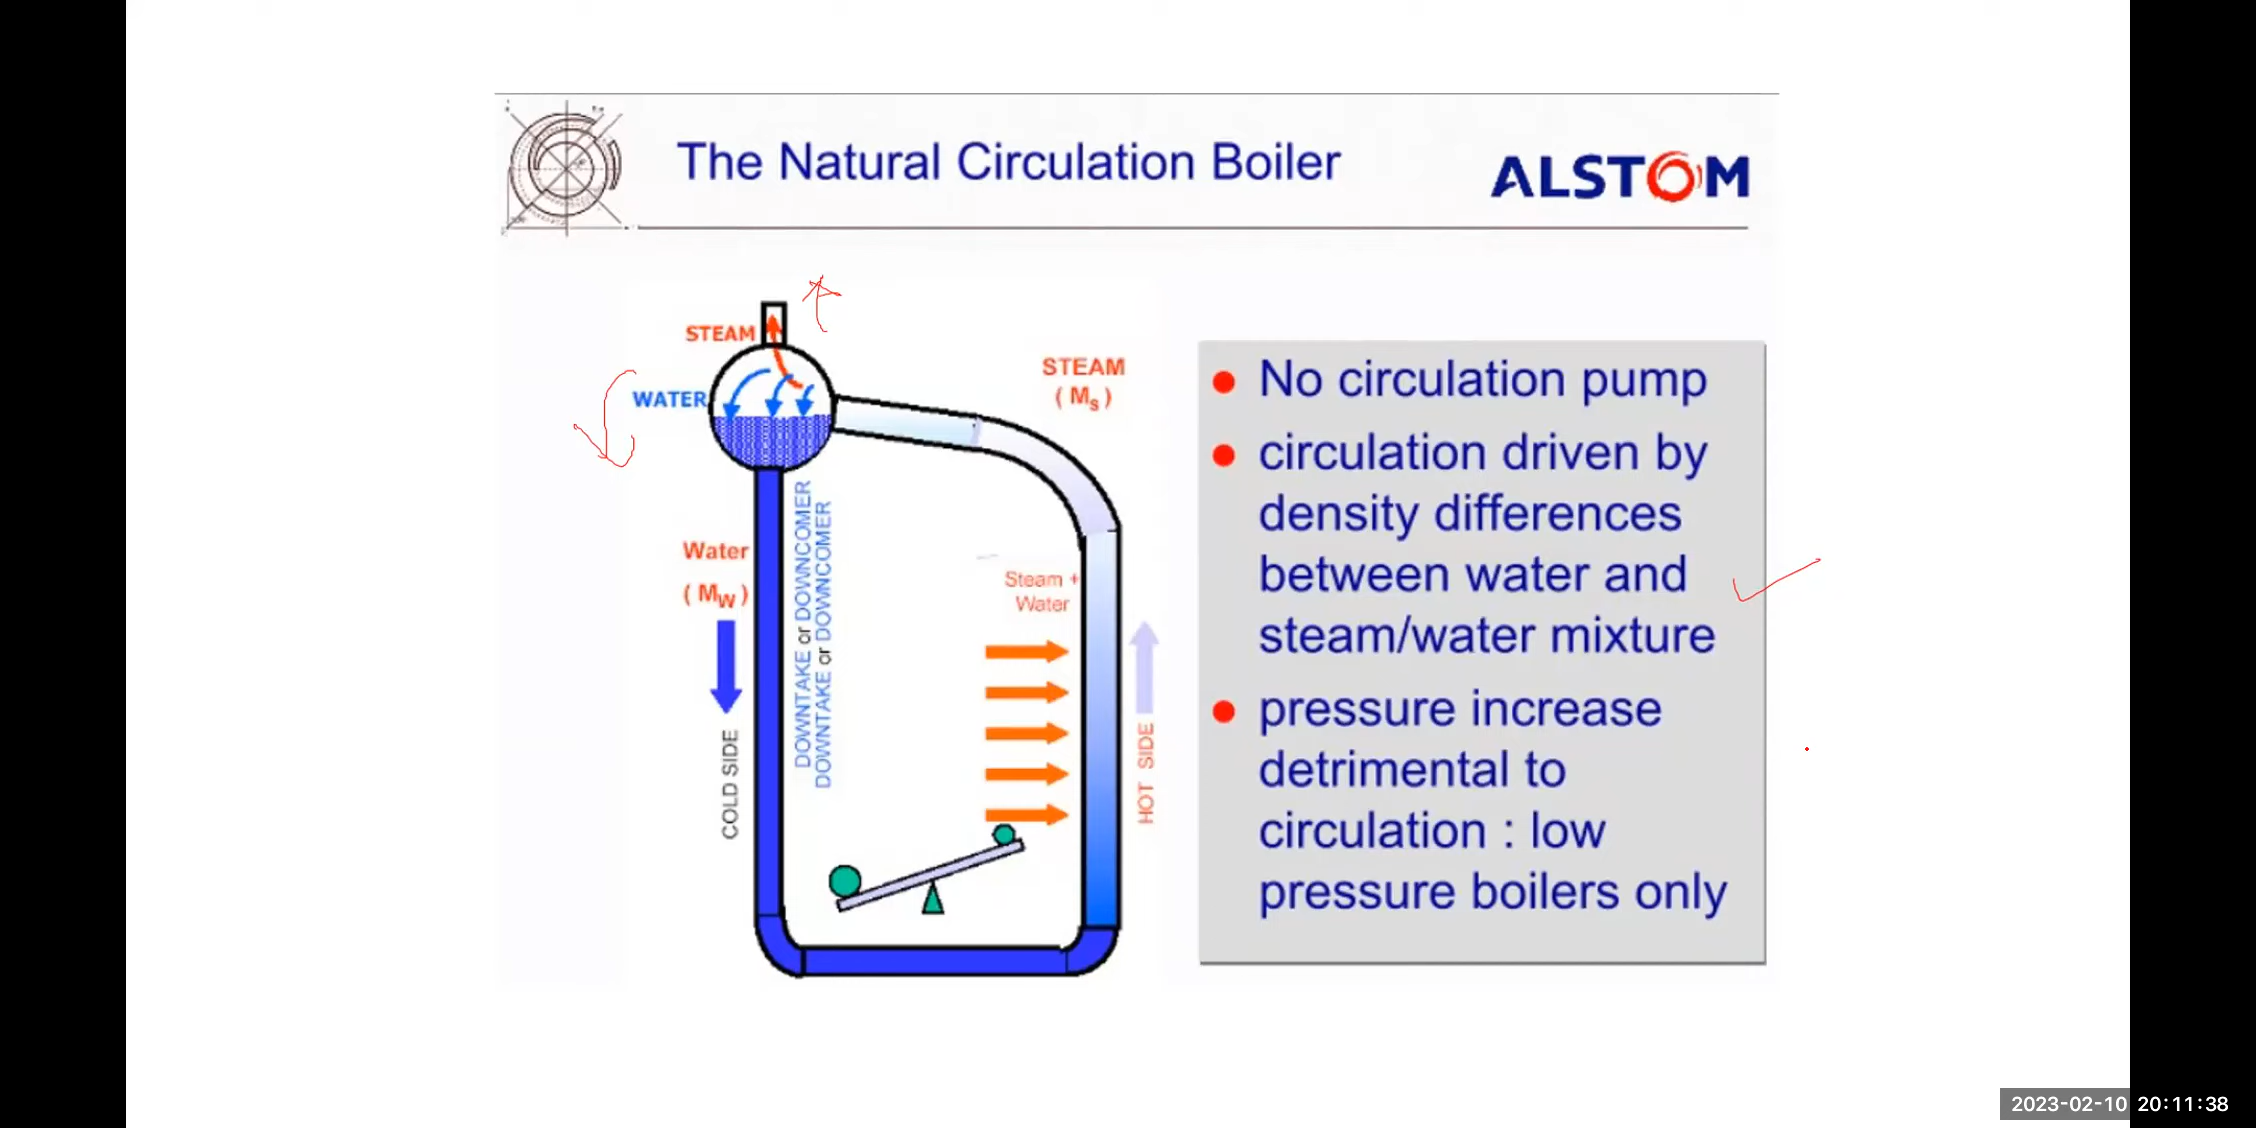 The Natural Circulation Boiler
ALSTOM
STEAM
WATER
STEAM
( Ms )
Water
( Mw )
DOWNTAKE or DOWNCOMER
DOWNTAKE or DOWNCOMER
COLD SIDE
Steam +
Water
HOT SIDE
No circulation pump
circulation driven by
density differences
between water and
steam/water mixture
pressure increase
detrimental to
circulation : low
pressure boilers only
2023-02-10 20:11:38